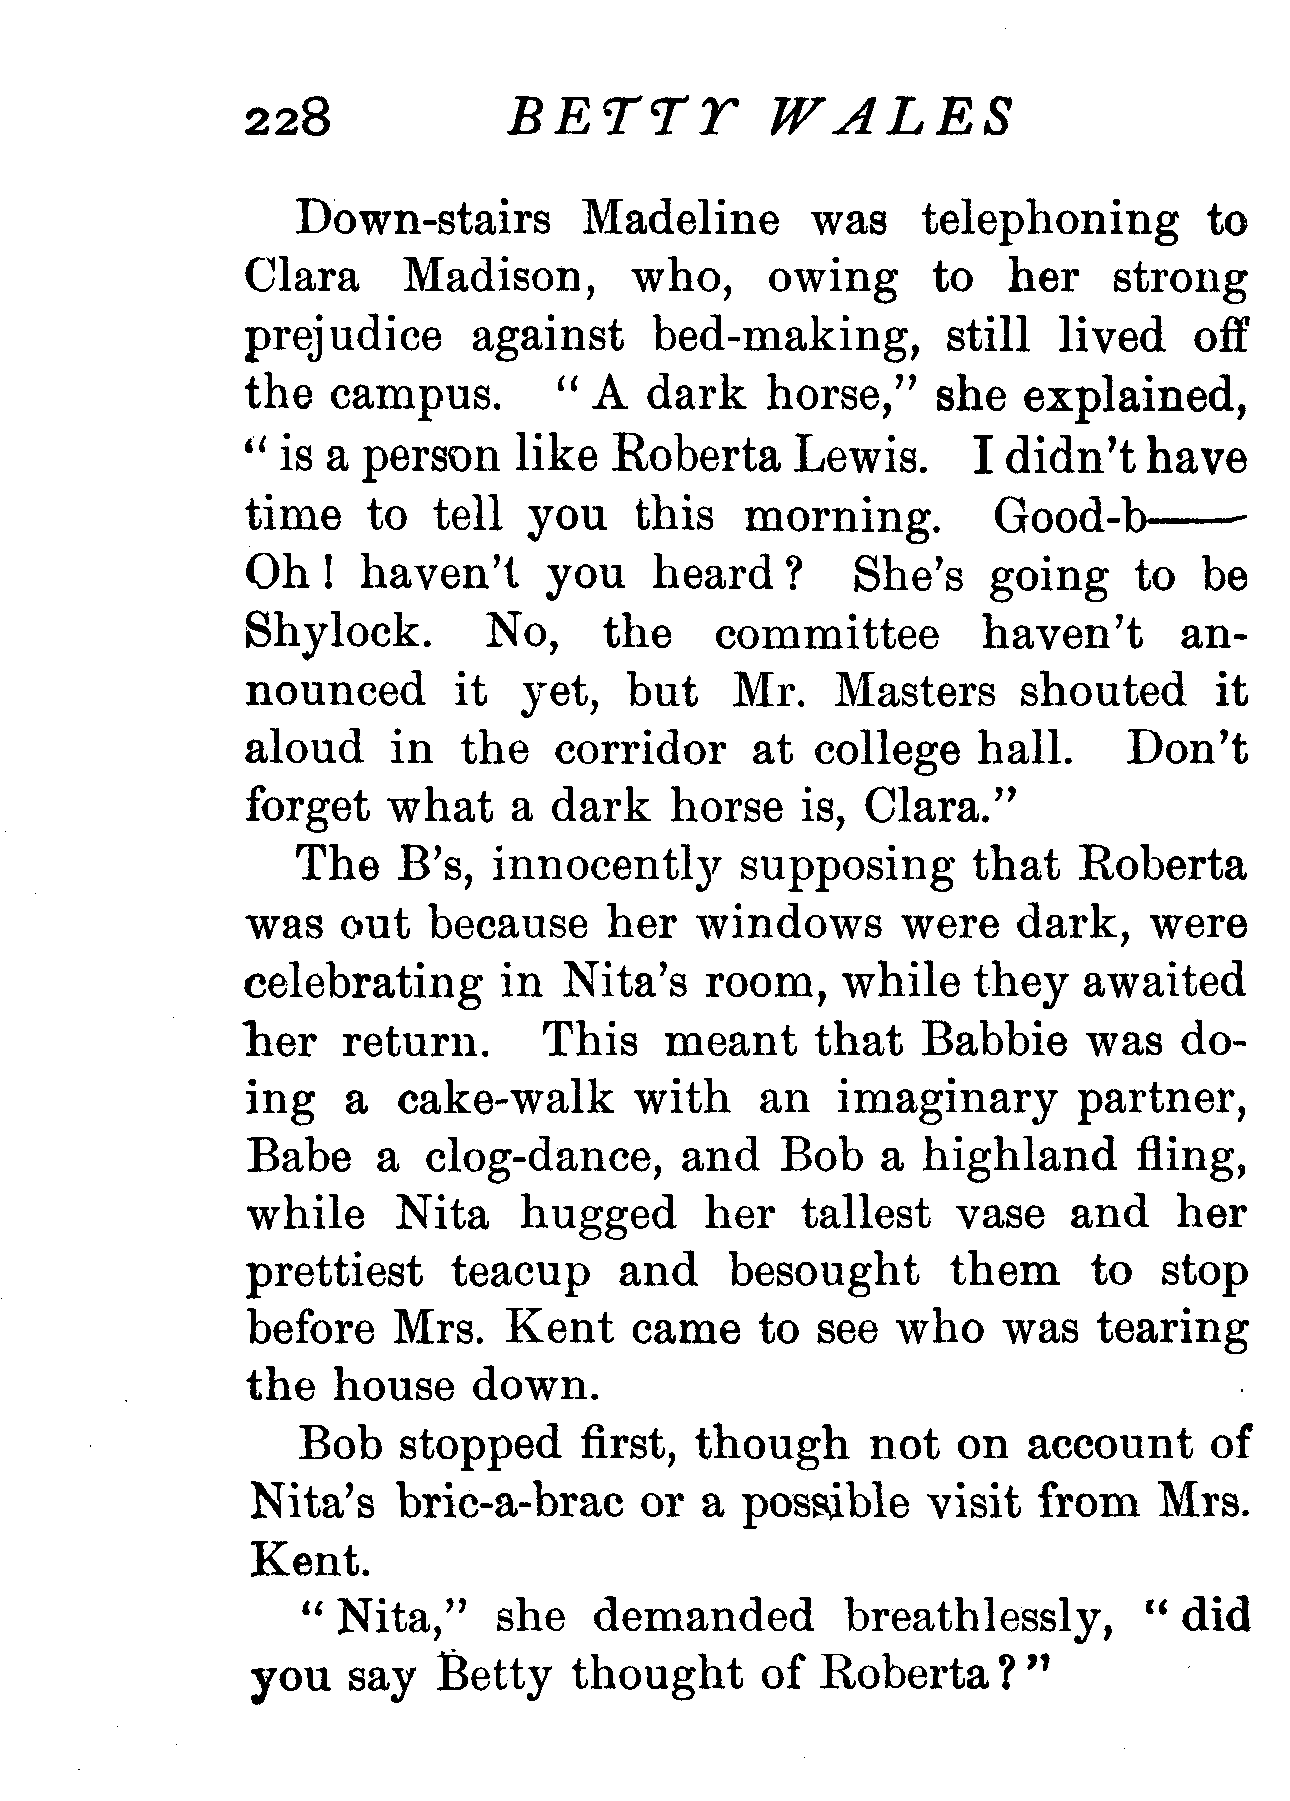 228 BETTY WALES
Down-stairs Madeline was telephoning to
Clara Madison, who, owing to her strong
prejudice against bed-making, still lived off
the campus. “ A dark horse,” she explained,
“ is a person like Roberta Lewis. I didn’t have
time to tell you this morning. Good-b——
Oh ! haven’t you heard ? She’s going to be
Shylock. No, the committee haven’t an-
nounced it yet, but Mr. Masters shouted it
aloud in the corridor at college hall. Don’t
forget what a dark horse is, Clara.”
The B’s, innocently supposing that Roberta
was out because her windows were dark, were
celebrating in Nita’s room, while they awaited
her return. This meant that Babbie was do-
ing a cake-walk with an imaginary partner,
Babe a clog-dance, and Bob a highland fling,
while Nita hugged her tallest vase and her
prettiest teacup and besought them to stop
before Mrs. Kent came to see who was tearing
the house down.
Bob stopped first, though not on account of
Nita’s bric-a-brac or a possible visit from Mrs.
Kent.
“ Nita,” she demanded breathlessly, “ did
you say Betty thought of Roberta ? ”